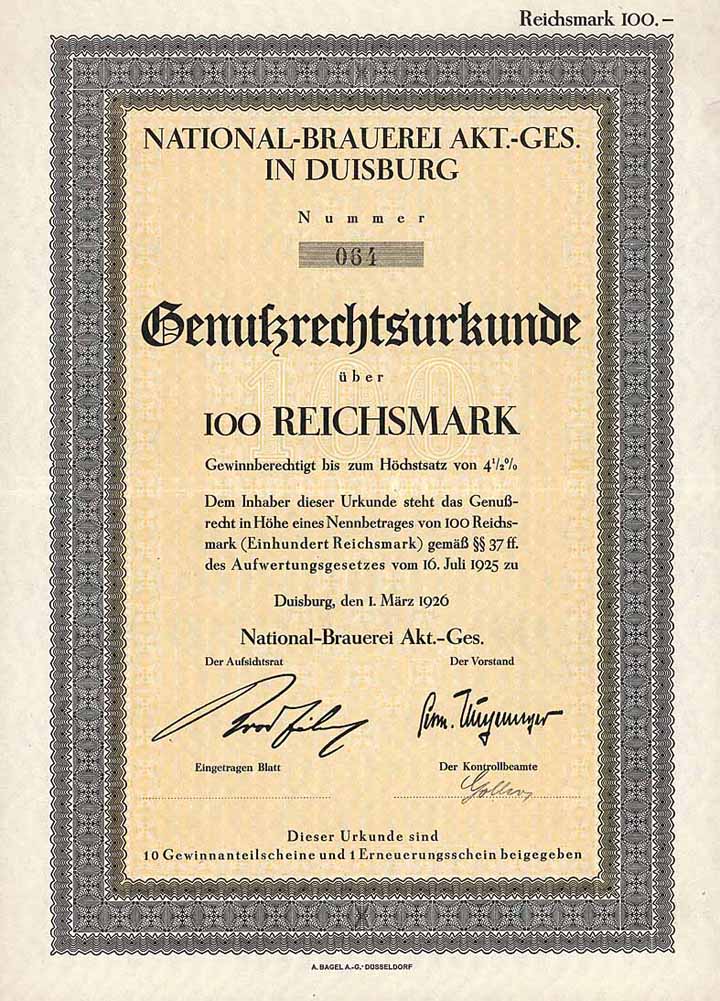 Reichsmark 100.–
NATIONAL-BRAUEREI AKT.-GES.
IN DUISBURG
Nummer
064
Genußrechtsurkunde
100
über
100 REICHSMARK
Gewinnberechtigt bis zum Höchstsatz von 4½%
Dem Inhaber dieser Urkunde steht das Genuß-
recht in Höhe eines Nennbetrages von 100 Reichs-
mark (Einhundert Reichsmark) gemäß §§ 37 ff.
des Aufwertungsgesetzes vom 16. Juli 1925 zu
Duisburg, den 1. März 1926
National-Brauerei Akt.-Ges.
Der Aufsichtsrat Der Vorstand
Eingetragen Blatt Der Kontrollbeamte
Dieser Urkunde sind
10 Gewinnanteilscheine und 1 Erneuerungsschein beigegeben
A. BAGEL A.-G., DÜSSELDORF